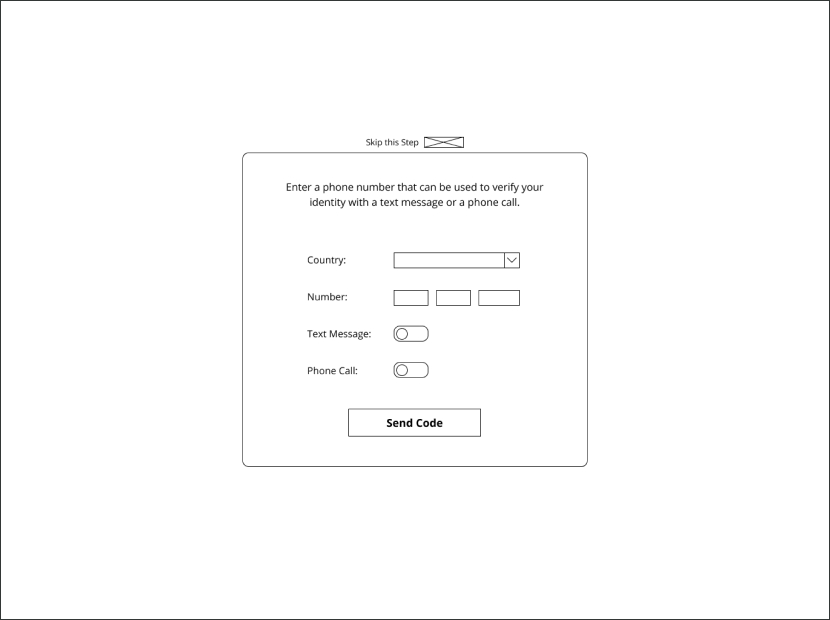 Skip this Step
Enter a phone number that can be used to verify your
identity with a text message or a phone call.
Country:
Number:
Text Message:
Phone Call:
Send Code